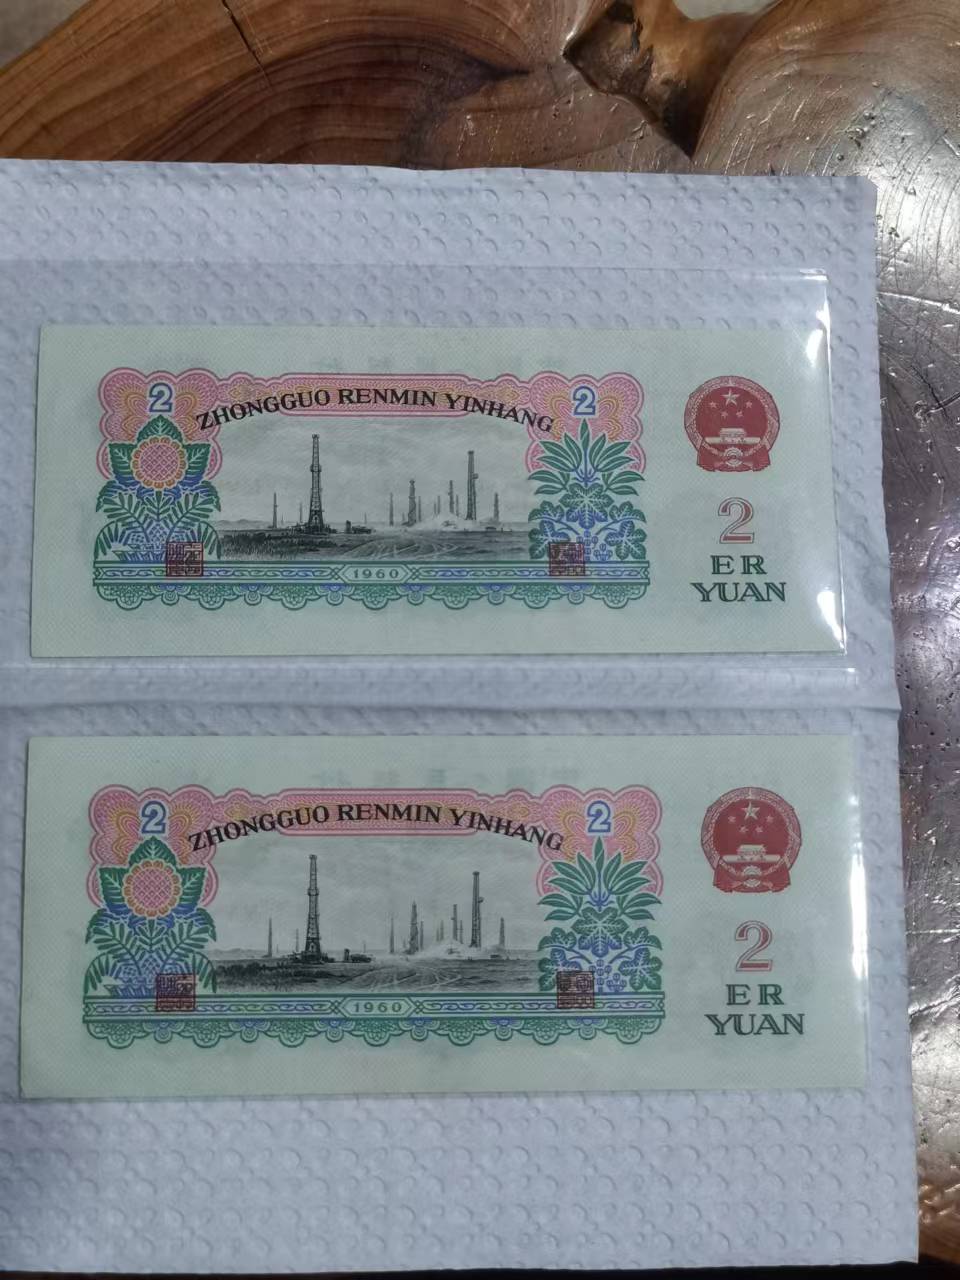 2 ZHONGGUO RENMIN YINHANG 2
1960
2
ER
YUAN
2 ZHONGGUO RENMIN YINHANG 2
1960
2
ER
YUAN